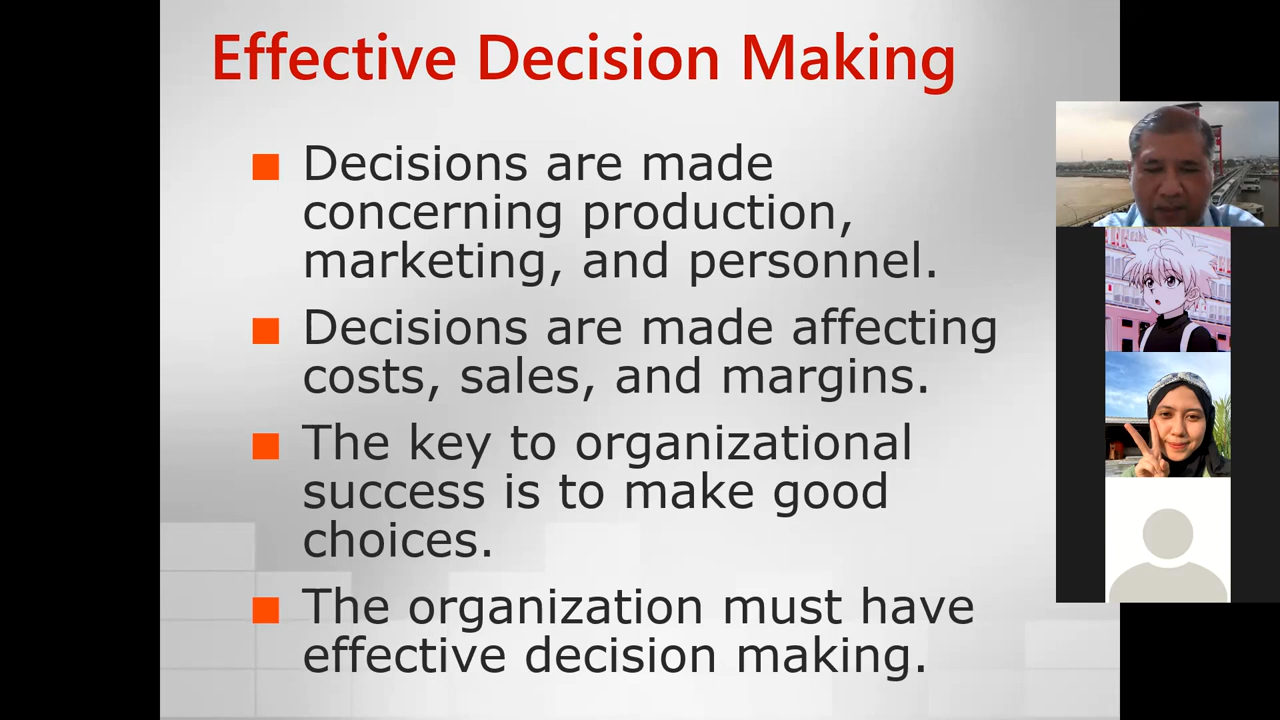 Effective Decision Making
Decisions are made
concerning production,
marketing, and personnel.
Decisions are made affecting
costs, sales, and margins.
The key to organizational
success is to make good
choices.
The organization must have
effective decision making.